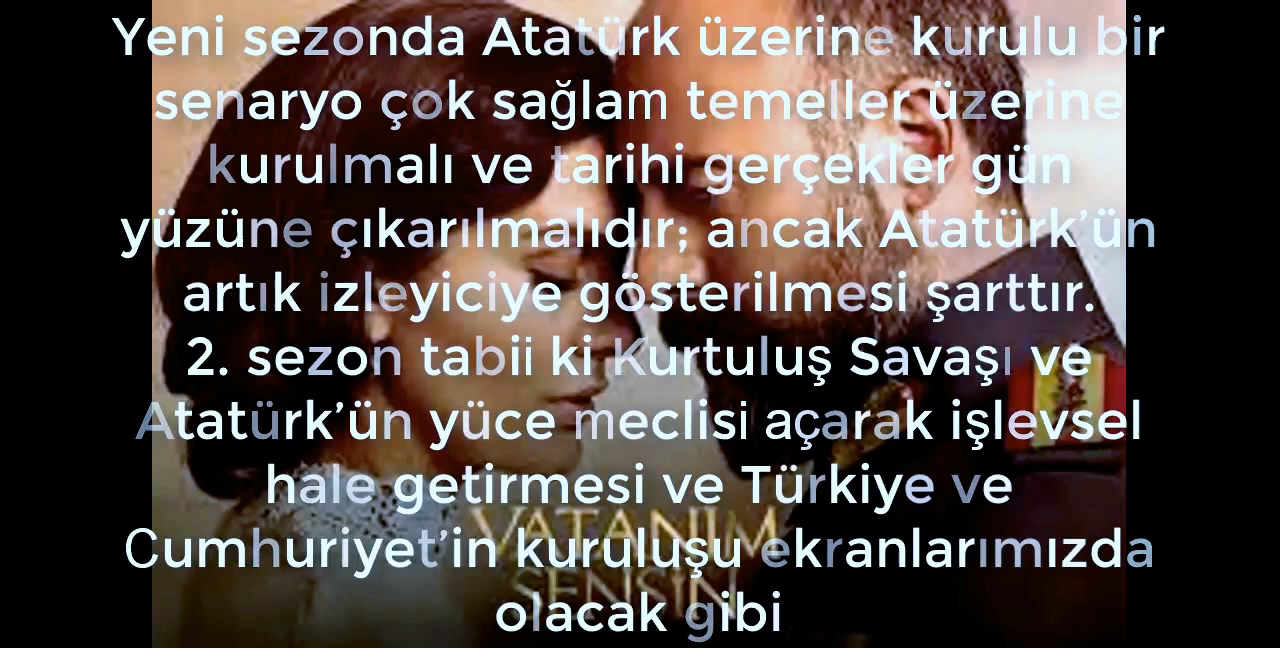 Yeni sezonda Atatürk üzerine kurulu bir
senaryo çok sağlam temeller üzerine
kurulmalı ve tarihi gerçekler gün
yüzüne çıkarılmalıdır; ancak Atatürk’ün
artık izleyiciye gösterilmesi şarttır.
2. sezon tabii ki Kurtuluş Savaşı ve
Atatürk’ün yüce meclisi açarak işlevsel
hale getirmesi ve Türkiye ve
VATANIM
Cumhuriyet’in kuruluşu ekranlarımızda
SENSİN
olacak gibi